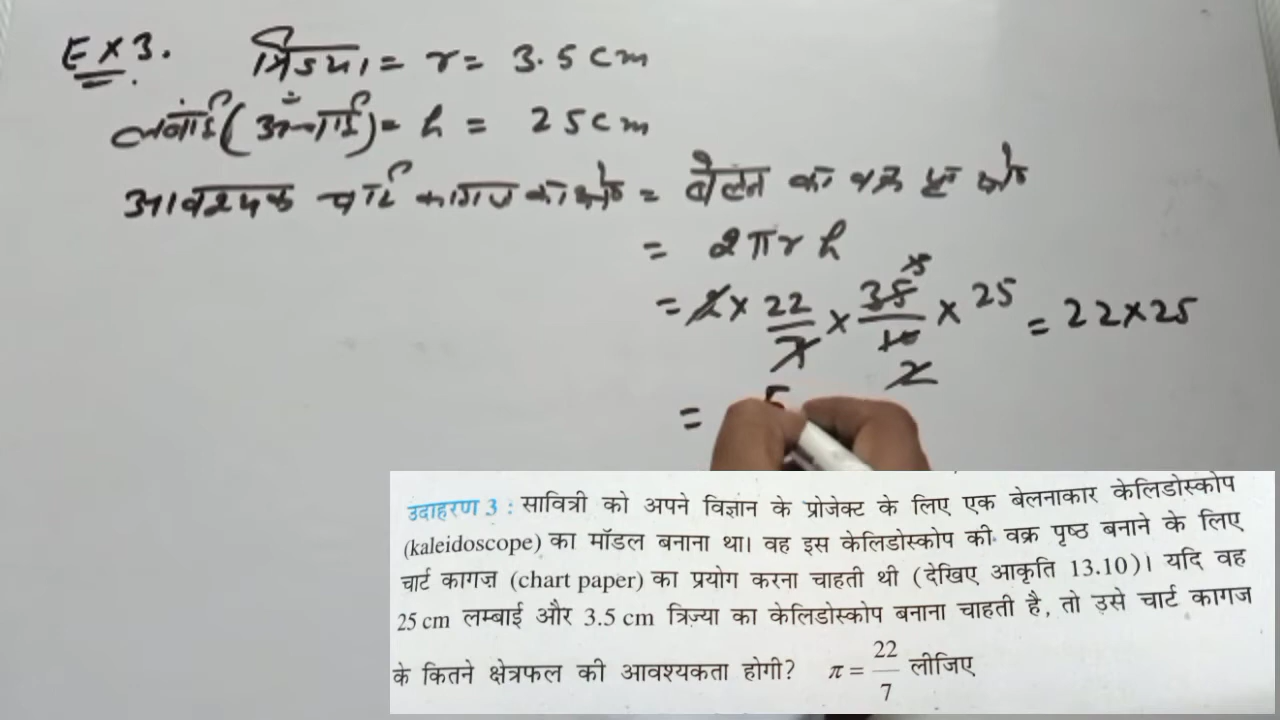 Ex 3. त्रिज्या = r = 3.5 cm
लंबाई (ऊँचाई) = h = 25 cm
आवश्यक चार्ट कागज का क्षे॰ = बेलन का वक्र पृ॰ क्षे॰
= 2πrh
= 2 × 22/7 × 35/10 × 25 = 22×25
=
उदाहरण 3 : सावित्री को अपने विज्ञान के प्रोजेक्ट के लिए एक बेलनाकार केलिडोस्कोप
(kaleidoscope) का मॉडल बनाना था। वह इस केलिडोस्कोप की वक्र पृष्ठ बनाने के लिए
चार्ट कागज (chart paper) का प्रयोग करना चाहती थी (देखिए आकृति 13.10)। यदि वह
25 cm लम्बाई और 3.5 cm त्रिज्या का केलिडोस्कोप बनाना चाहती है, तो उसे चार्ट कागज
के कितने क्षेत्रफल की आवश्यकता होगी? π = 22/7 लीजिए